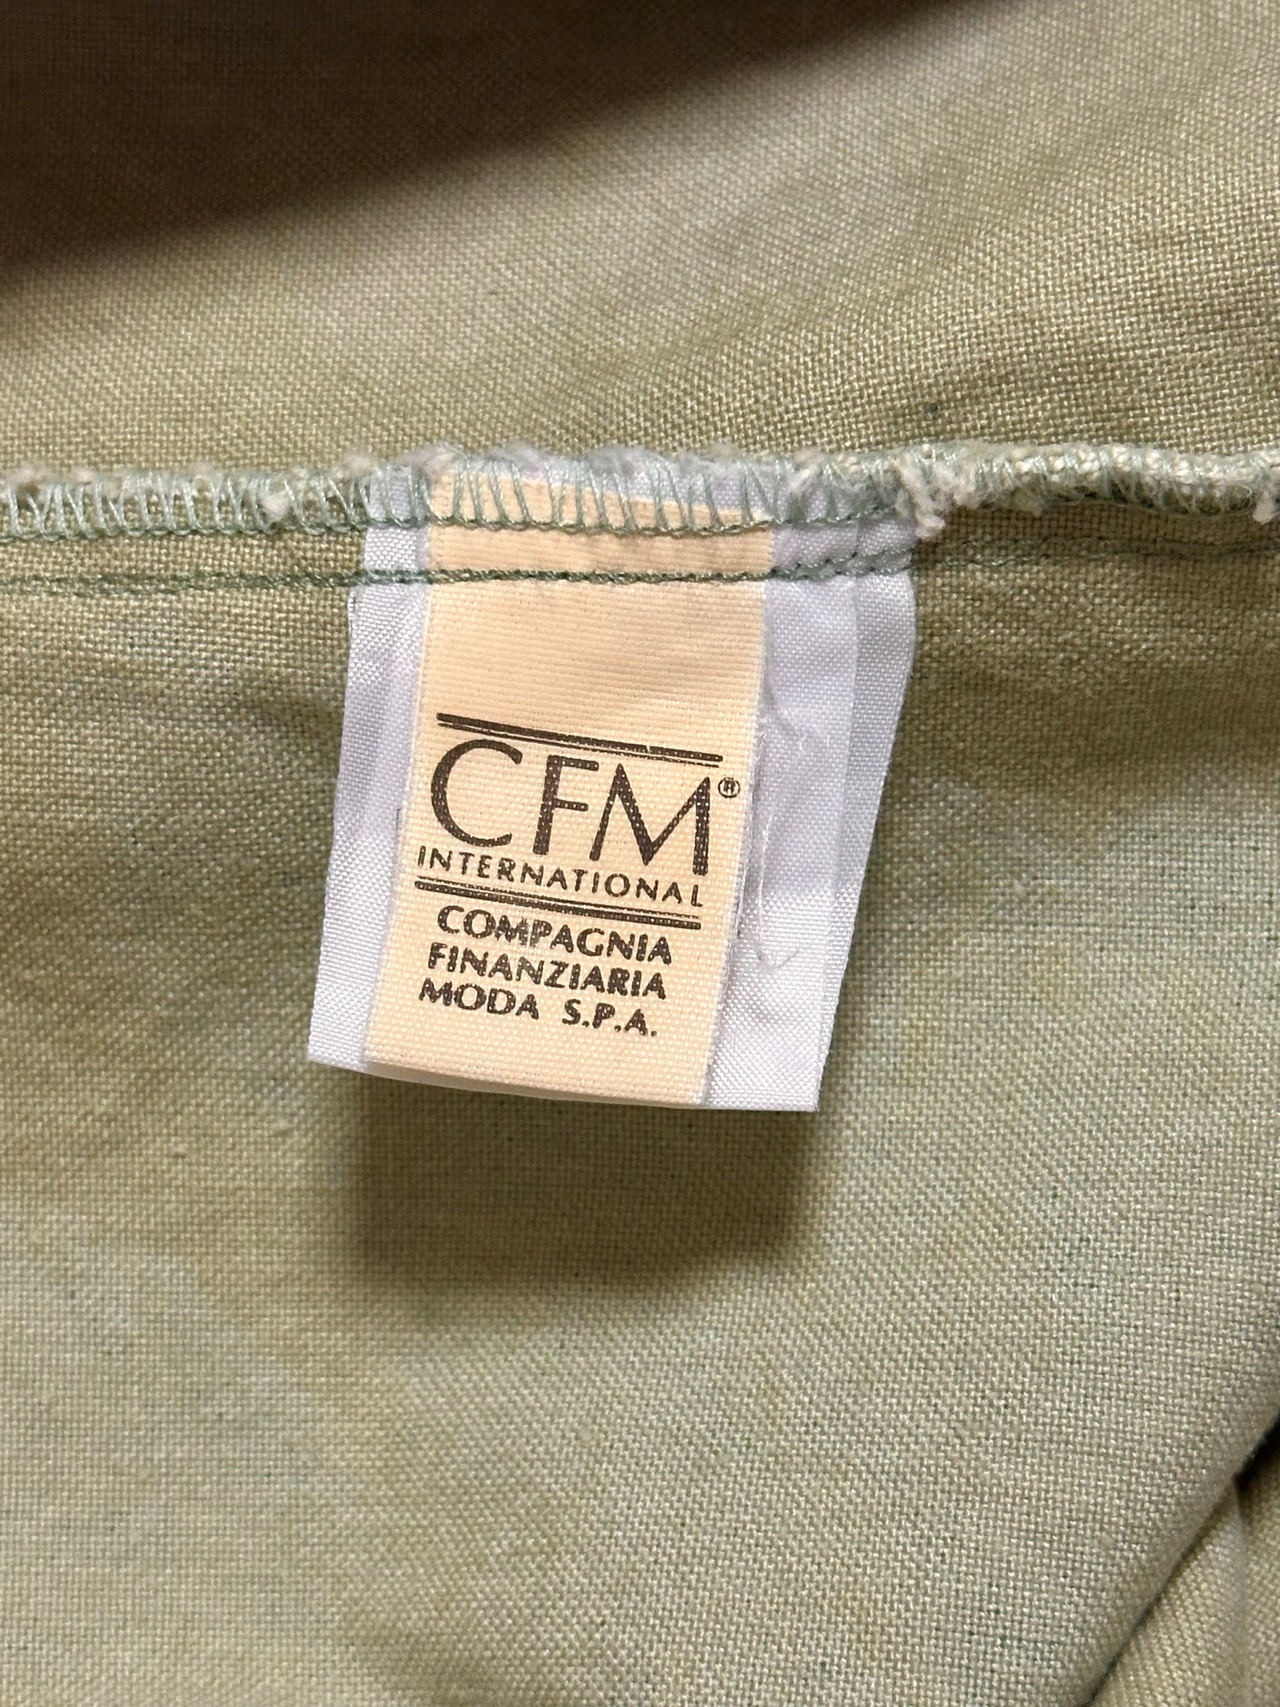 CFM®
INTERNATIONAL
COMPAGNIA
FINANZIARIA
MODA S.P.A.